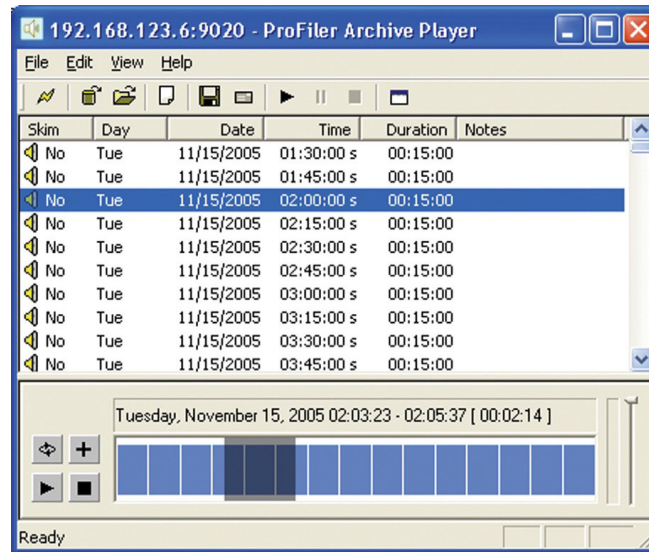 192.168.123.6:9020 - ProFiler Archive Player
File Edit View Help
Skim Day Date Time Duration Notes
No Tue 11/15/2005 01:30:00 s 00:15:00
No Tue 11/15/2005 01:45:00 s 00:15:00
No Tue 11/15/2005 02:00:00 s 00:15:00
No Tue 11/15/2005 02:15:00 s 00:15:00
No Tue 11/15/2005 02:30:00 s 00:15:00
No Tue 11/15/2005 02:45:00 s 00:15:00
No Tue 11/15/2005 03:00:00 s 00:15:00
No Tue 11/15/2005 03:15:00 s 00:15:00
No Tue 11/15/2005 03:30:00 s 00:15:00
No Tue 11/15/2005 03:45:00 s 00:15:00
Tuesday, November 15, 2005 02:03:23 - 02:05:37 [ 00:02:14 ]
Ready